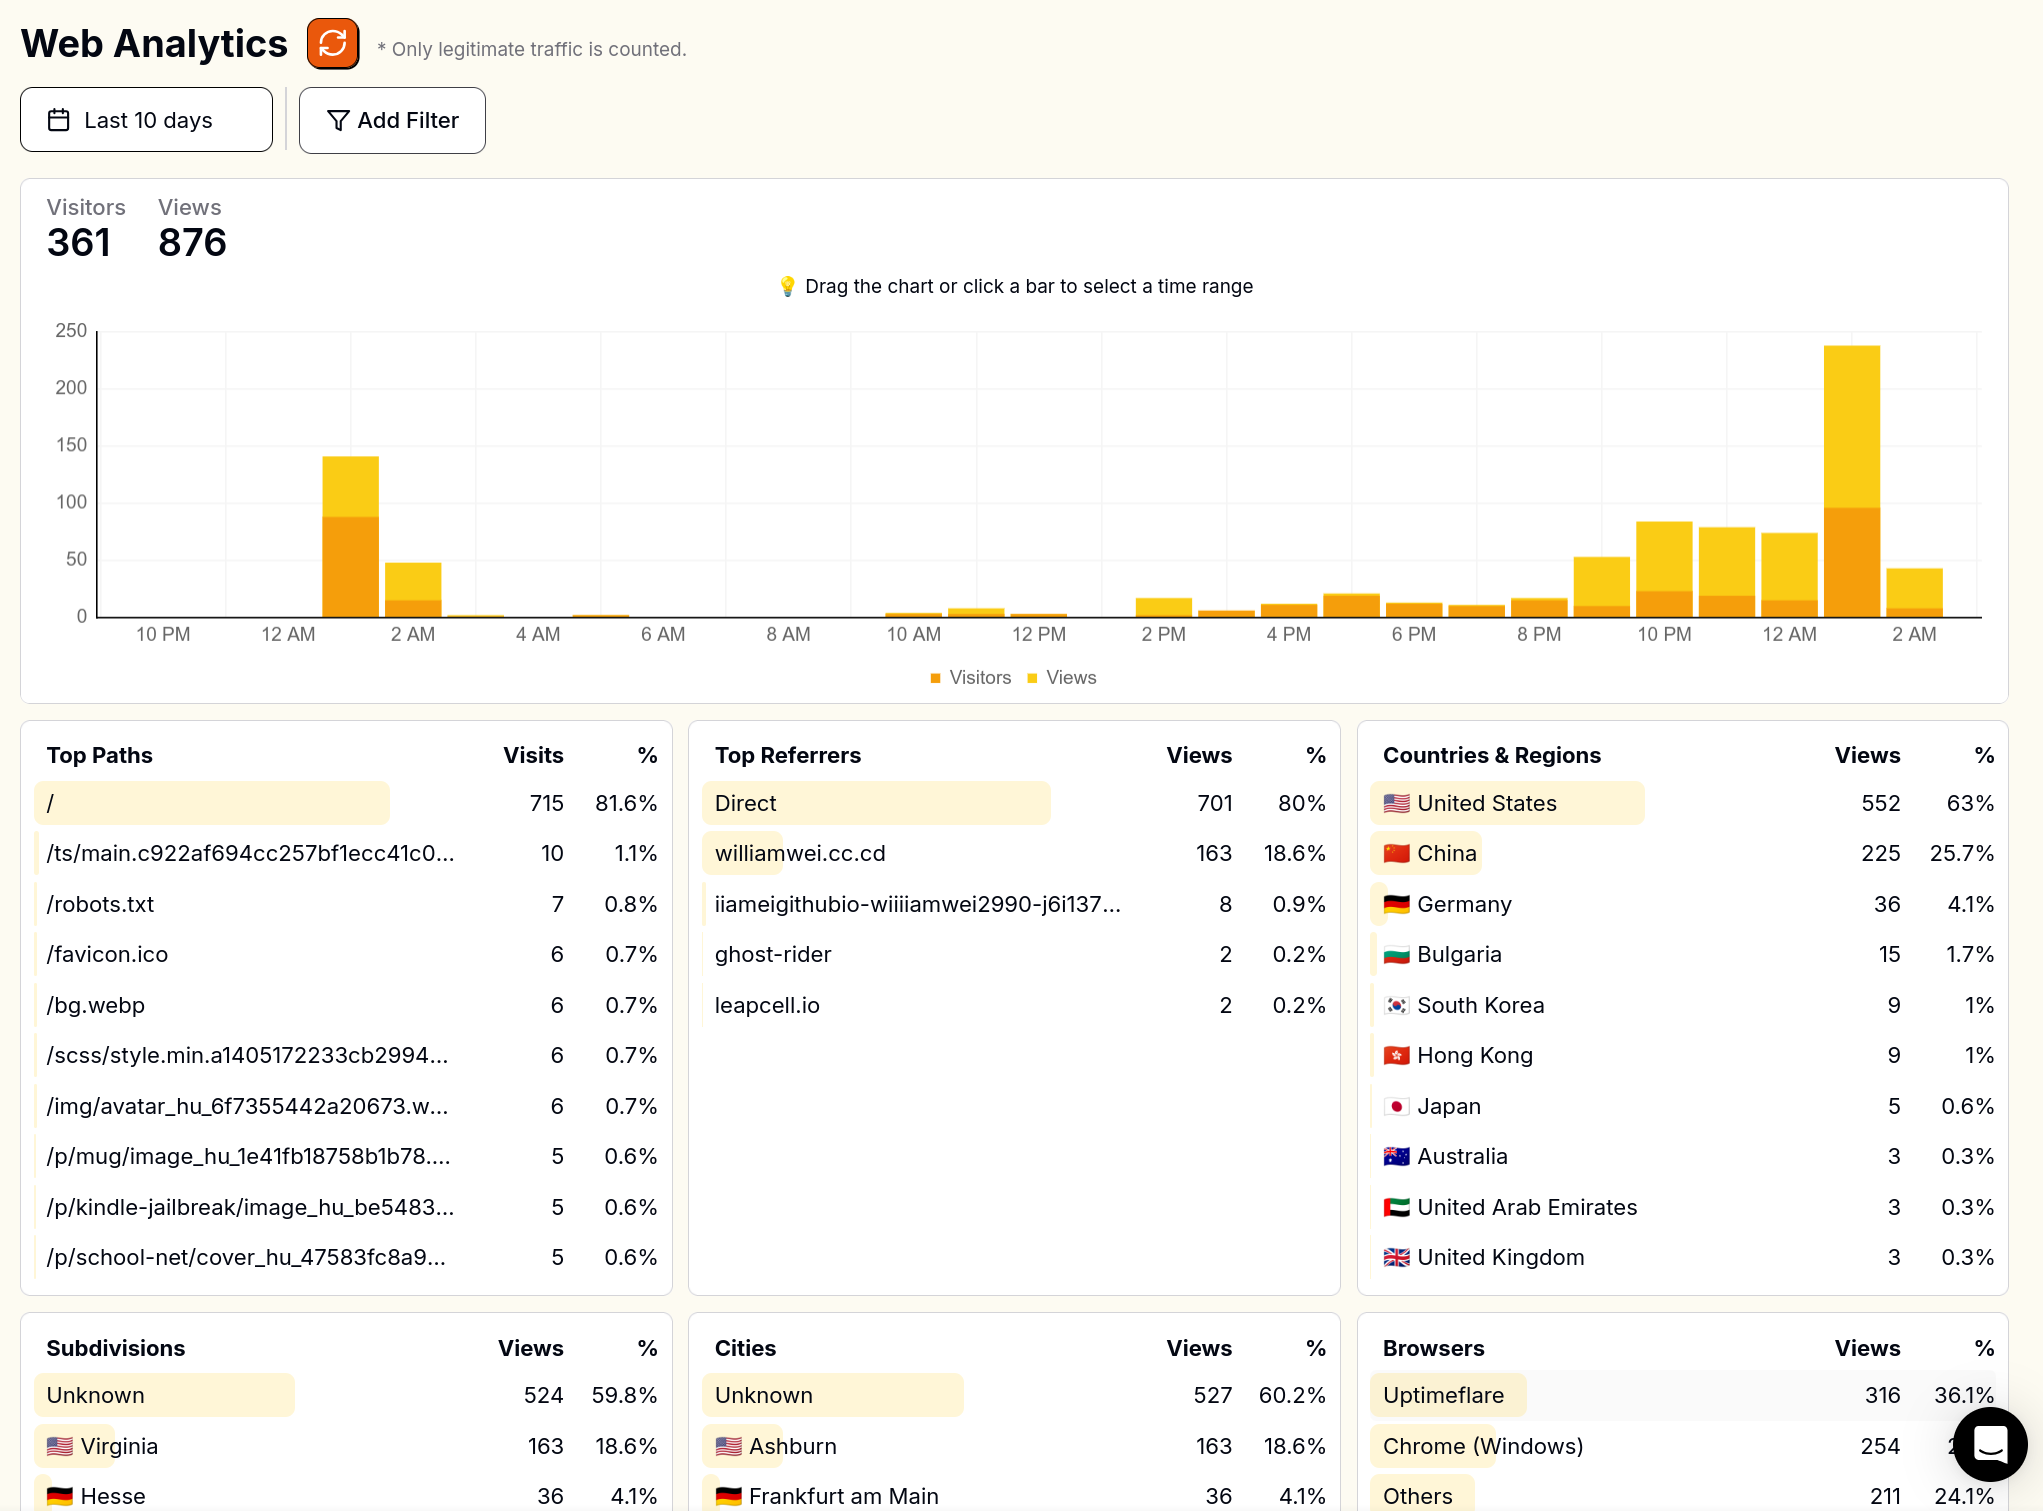 Web Analytics * Only legitimate traffic is counted.
Last 10 days Add Filter
Visitors Views
361 876
💡 Drag the chart or click a bar to select a time range
250
200
150
100
50
0
10 PM 12 AM 2 AM 4 AM 6 AM 8 AM 10 AM 12 PM 2 PM 4 PM 6 PM 8 PM 10 PM 12 AM 2 AM
Visitors Views
Top Paths Visits %
/ 715 81.6%
/ts/main.c922af694cc257bf1ecc41c0... 10 1.1%
/robots.txt 7 0.8%
/favicon.ico 6 0.7%
/bg.webp 6 0.7%
/scss/style.min.a1405172233cb2994... 6 0.7%
/img/avatar_hu_6f7355442a20673.w... 6 0.7%
/p/mug/image_hu_1e41fb18758b1b78.... 5 0.6%
/p/kindle-jailbreak/image_hu_be5483... 5 0.6%
/p/school-net/cover_hu_47583fc8a9... 5 0.6%
Top Referrers Views %
Direct 701 80%
williamwei.cc.cd 163 18.6%
iiameigithubio-wiiiiamwei2990-j6i137... 8 0.9%
ghost-rider 2 0.2%
leapcell.io 2 0.2%
Countries & Regions Views %
🇺🇸 United States 552 63%
🇨🇳 China 225 25.7%
🇩🇪 Germany 36 4.1%
🇧🇬 Bulgaria 15 1.7%
🇰🇷 South Korea 9 1%
🇭🇰 Hong Kong 9 1%
🇯🇵 Japan 5 0.6%
🇦🇺 Australia 3 0.3%
🇦🇪 United Arab Emirates 3 0.3%
🇬🇧 United Kingdom 3 0.3%
Subdivisions Views %
Unknown 524 59.8%
🇺🇸 Virginia 163 18.6%
🇩🇪 Hesse 36 4.1%
Cities Views %
Unknown 527 60.2%
🇺🇸 Ashburn 163 18.6%
🇩🇪 Frankfurt am Main 36 4.1%
Browsers Views %
Uptimeflare 316 36.1%
Chrome (Windows) 254
Others 211 24.1%